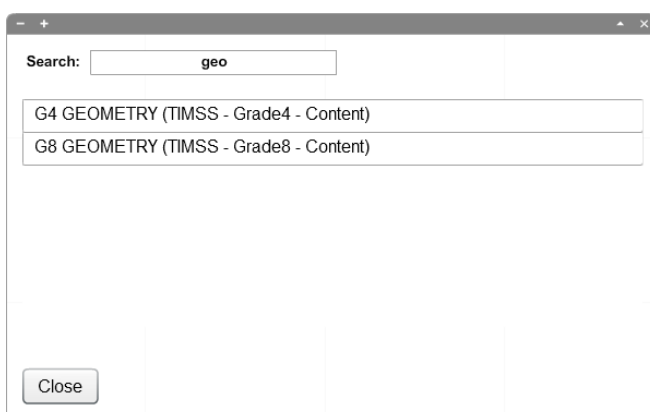 Search: geo
G4 GEOMETRY (TIMSS - Grade4 - Content)
G8 GEOMETRY (TIMSS - Grade8 - Content)
Close